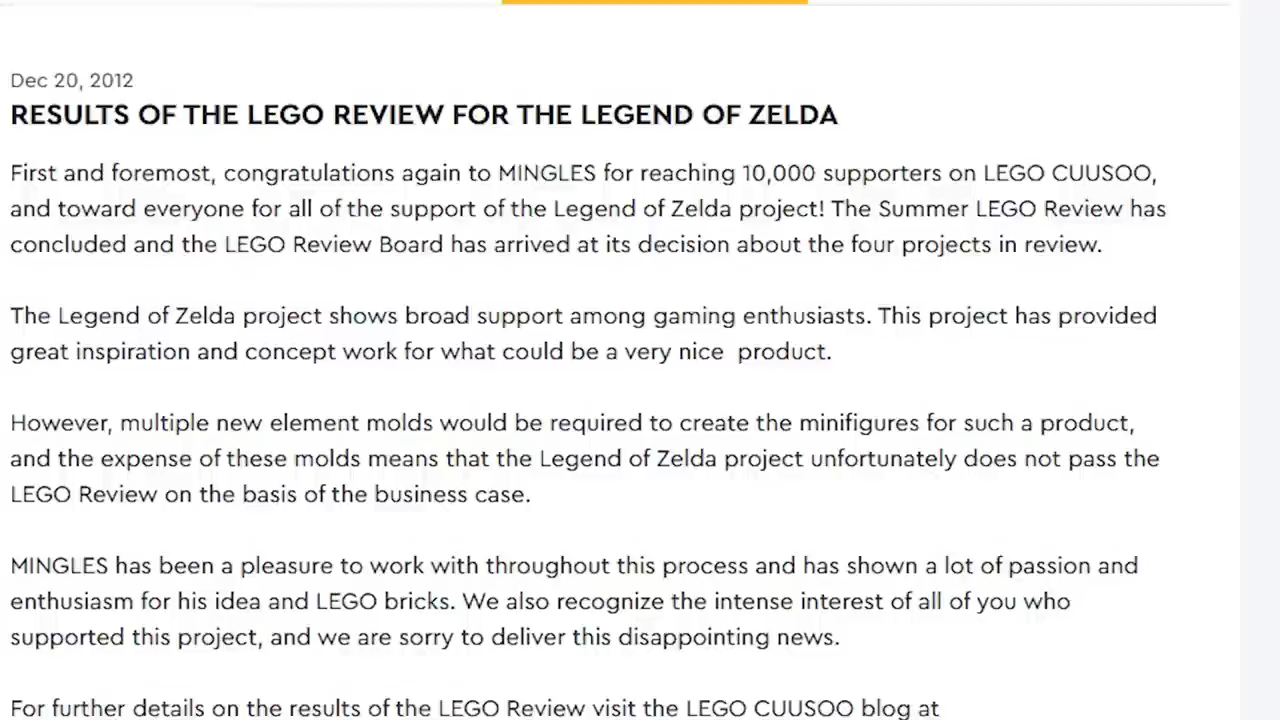 Dec 20, 2012
RESULTS OF THE LEGO REVIEW FOR THE LEGEND OF ZELDA
First and foremost, congratulations again to MINGLES for reaching 10,000 supporters on LEGO CUUSOO,
and toward everyone for all of the support of the Legend of Zelda project! The Summer LEGO Review has
concluded and the LEGO Review Board has arrived at its decision about the four projects in review.
The Legend of Zelda project shows broad support among gaming enthusiasts. This project has provided
great inspiration and concept work for what could be a very nice  product.
However, multiple new element molds would be required to create the minifigures for such a product,
and the expense of these molds means that the Legend of Zelda project unfortunately does not pass the
LEGO Review on the basis of the business case.
MINGLES has been a pleasure to work with throughout this process and has shown a lot of passion and
enthusiasm for his idea and LEGO bricks. We also recognize the intense interest of all of you who
supported this project, and we are sorry to deliver this disappointing news.
For further details on the results of the LEGO Review visit the LEGO CUUSOO blog at